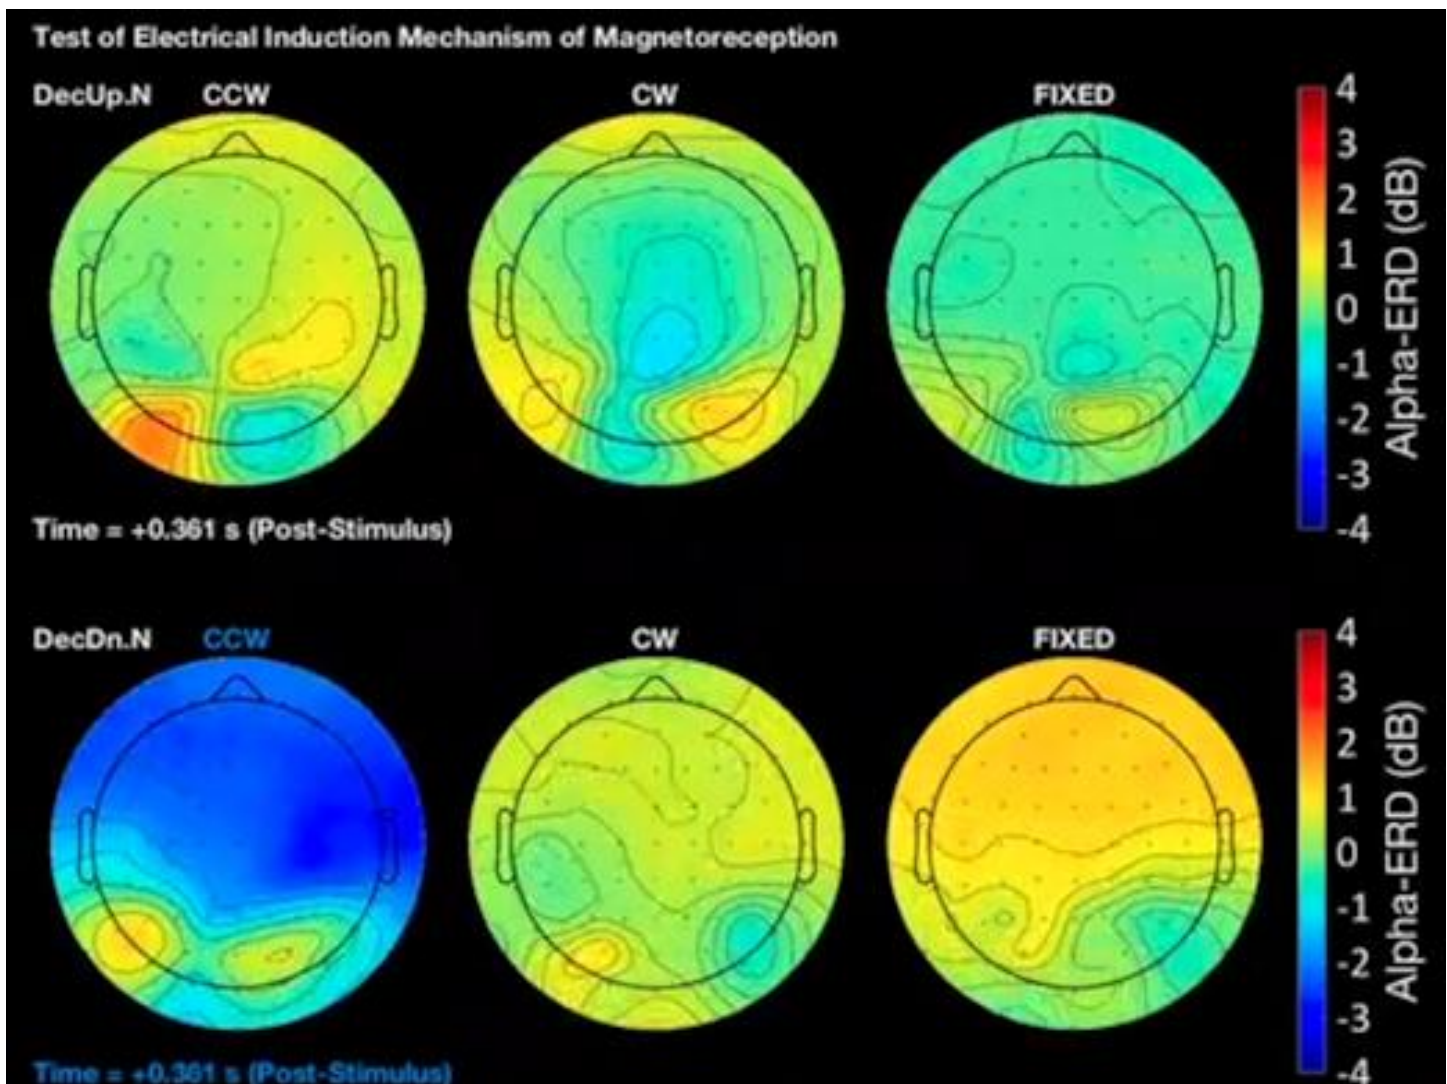 Test of Electrical Induction Mechanism of Magnetoreception
DecUp.N CCW CW FIXED
4
3
2
1
0
-1
-2
-3
-4
Alpha-ERD (dB)
Time = +0.361 s (Post-Stimulus)
DecDn.N CCW CW FIXED
4
3
2
1
0
-1
-2
-3
-4
Alpha-ERD (dB)
Time = +0.361 s (Post-Stimulus)